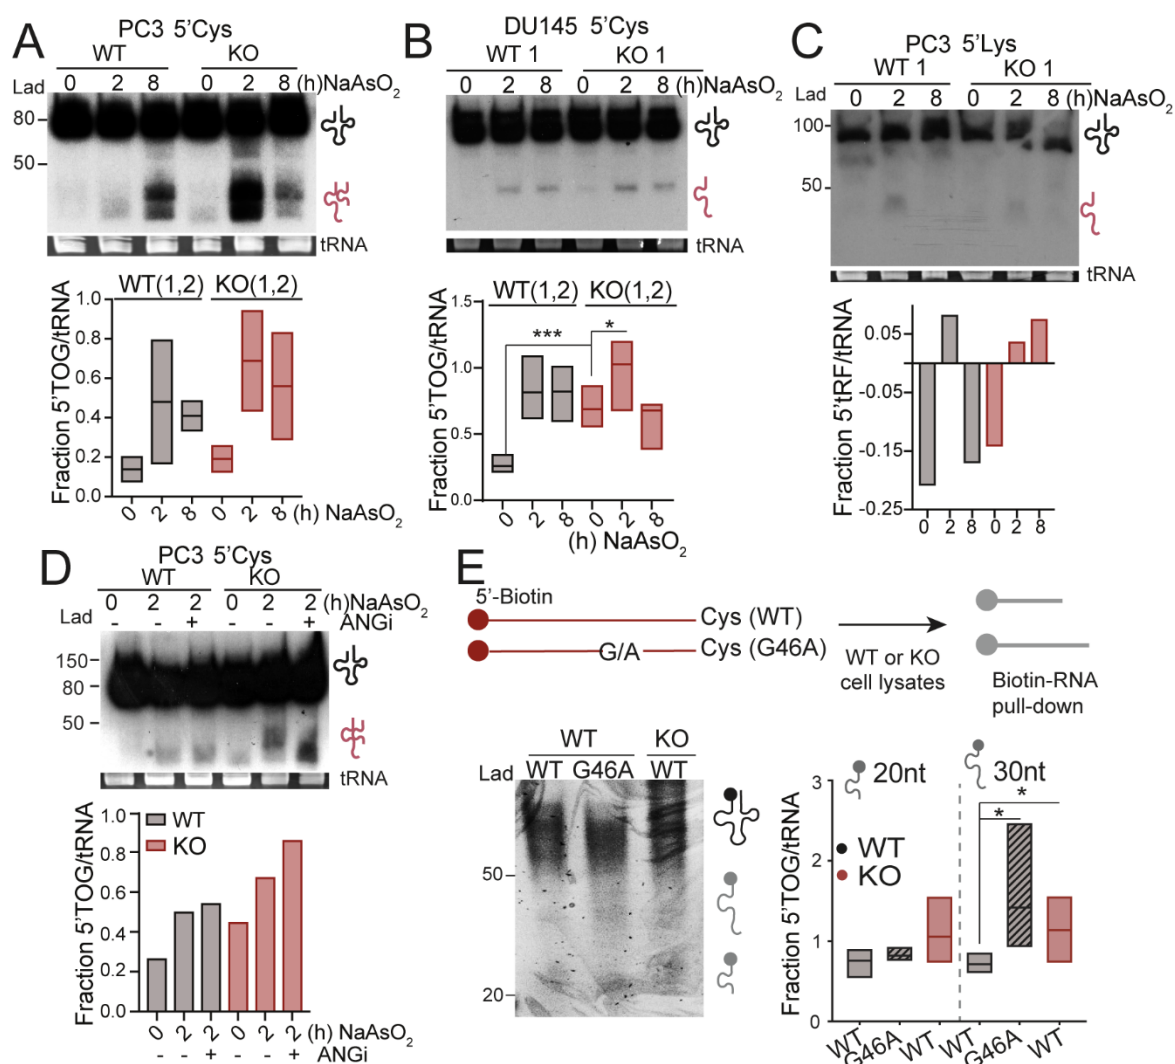 A
PC3 5'Cys
WT KO
Lad 0 2 8 0 2 8 (h)NaAsO2
80
50
tRNA
WT(1,2) KO(1,2)
Fraction 5'TOG/tRNA
1.0
0.8
0.6
0.4
0.2
0
0 2 8 0 2 8 (h) NaAsO2
B
DU145 5'Cys
WT 1 KO 1
0 2 8 0 2 8 (h)NaAsO2
tRNA
WT(1,2) KO(1,2)
Fraction 5'TOG/tRNA
1.5
1.0
0.5
0.0
*** *
0 2 8 0 2 8
(h) NaAsO2
C
PC3 5'Lys
WT 1 KO 1
Lad 0 2 8 0 2 8 (h)NaAsO2
100
50
tRNA
Fraction 5'tRF/tRNA
0.05
-0.05
-0.15
-0.25
0 2 8 0 2 8
D
PC3 5'Cys
WT KO
Lad 0 2 2 0 2 2 (h)NaAsO2
- - + - - + ANGi
150
80
50
tRNA
WT
KO
Fraction 5'TOG/tRNA
1.0
0.8
0.6
0.4
0.2
0.0
0 2 2 0 2 2 (h) NaAsO2
- - + - - + ANGi
E
5'-Biotin
Cys (WT)
G/A Cys (G46A)
WT or KO
cell lysates
Biotin-RNA
pull-down
WT KO
Lad WT G46A WT
50
20
20nt 30nt
* *
WT
KO
Fraction 5'TOG/tRNA
3
2
1
0
WT G46A WT WT G46A WT